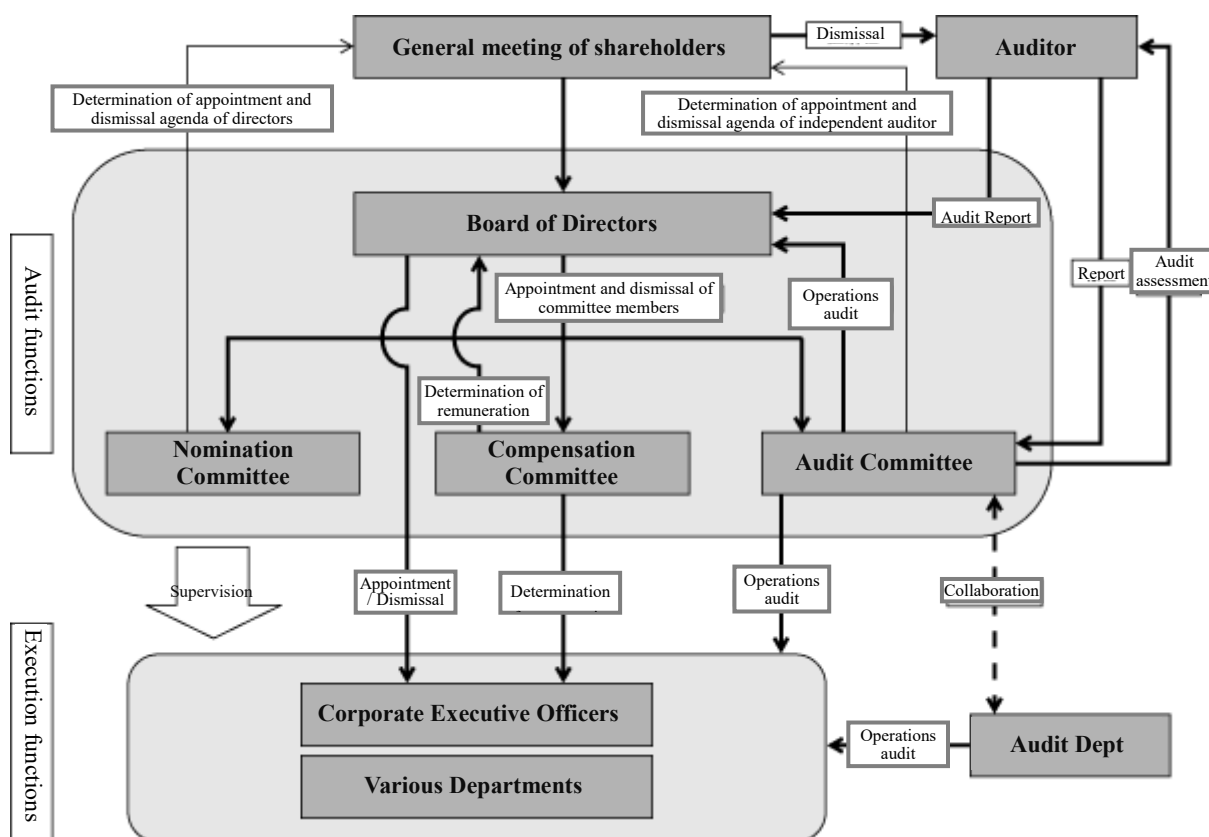 General meeting of shareholders
Dismissal
Auditor
Determination of appointment and
dismissal agenda of directors
Determination of appointment and
dismissal agenda of independent auditor
Board of Directors
Audit Report
Audit functions
Appointment and dismissal of
committee members
Operations
audit
Report
Audit
assessment
Determination of
remuneration
Nomination
Committee
Compensation
Committee
Audit Committee
Supervision
Appointment
/ Dismissal
Determination
Operations
audit
Collaboration
Execution functions
Corporate Executive Officers
Various Departments
Operations
audit
Audit Dept